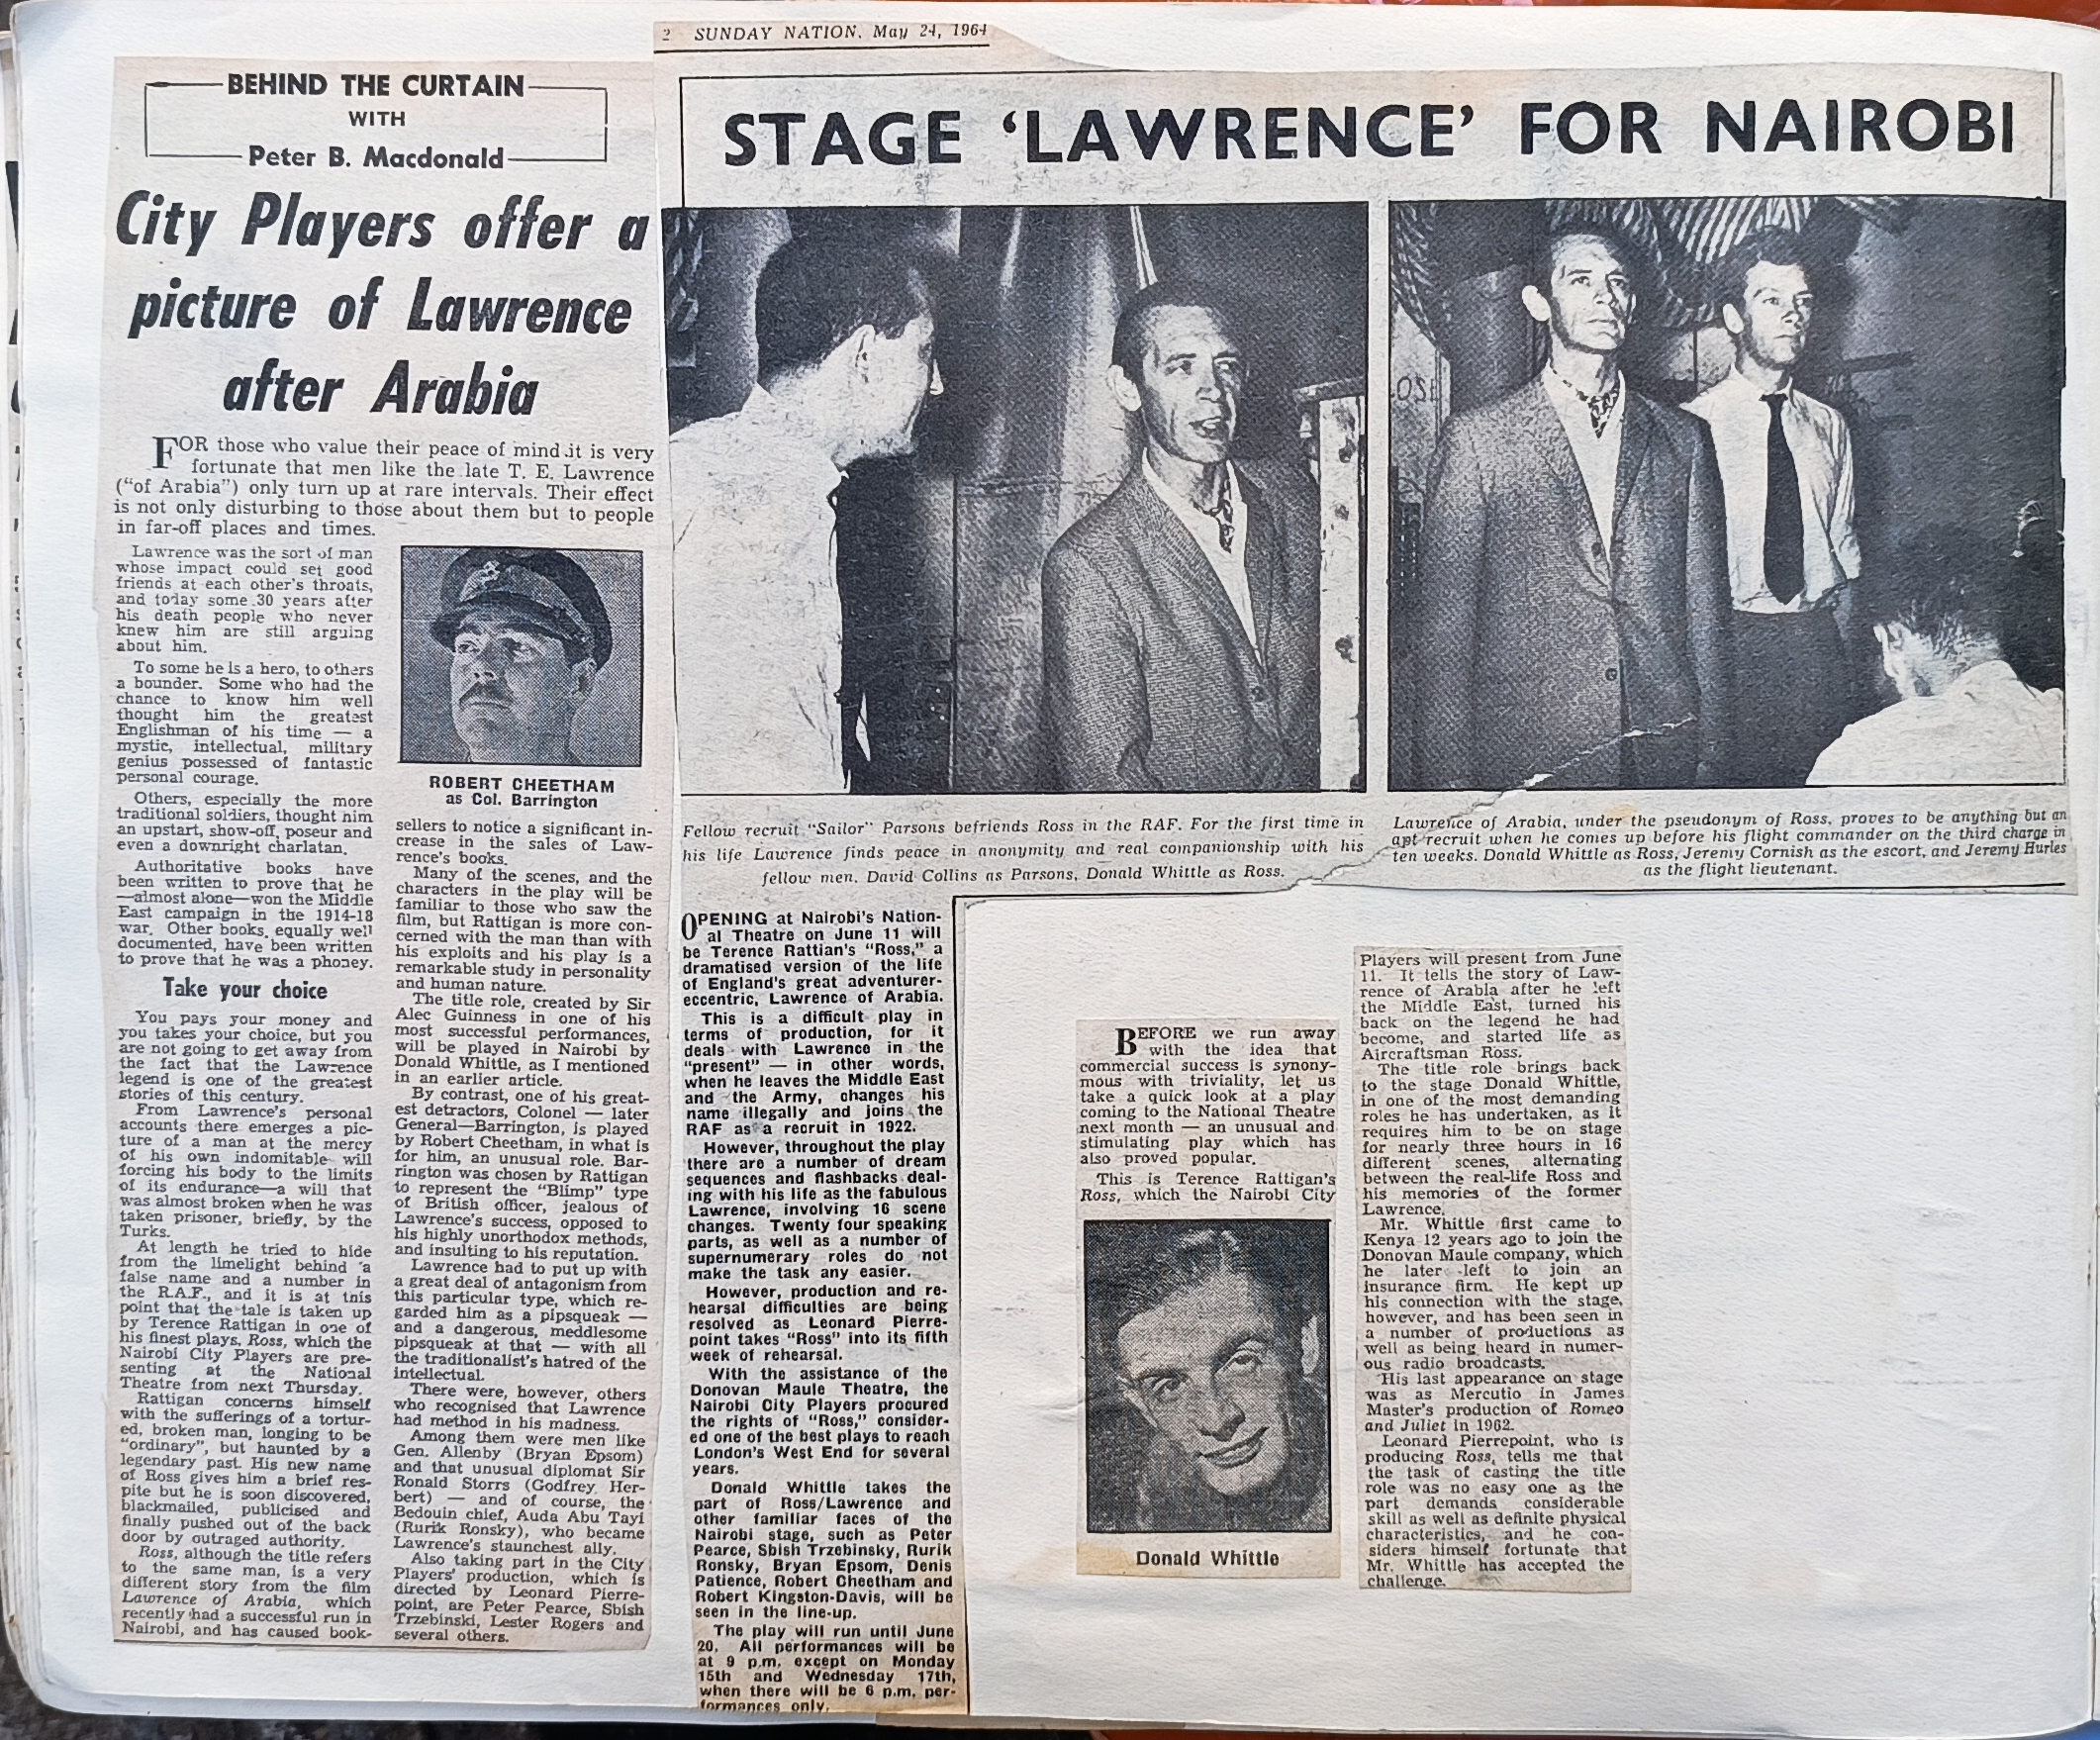 BEHIND THE CURTAIN
WITH
Peter B. Macdonald
City Players offer a
picture of Lawrence
after Arabia
FOR those who value their peace of mind it is very
fortunate that men like the late T. E. Lawrence
("of Arabia") only turn up at rare intervals. Their effect
is not only disturbing to those about them but to people
in far-off places and times.
Lawrence was the sort of man
whose impact could set good
friends at each other's throats,
and today some 30 years after
his death people who never
knew him are still arguing
about him.
To some he is a hero, to others
a bounder. Some who had the
chance to know him well
thought him the greatest
Englishman of his time — a
mystic, intellectual, military
genius possessed of fantastic
personal courage.
Others, especially the more
traditional soldiers, thought him
an upstart, show-off, poseur and
even a downright charlatan.
Authoritative books have
been written to prove that he
—almost alone—won the Middle
East campaign in the 1914-18
war. Other books, equally well
documented, have been written
to prove that he was a phoney.
Take your choice
You pays your money and
you takes your choice, but you
are not going to get away from
the fact that the Lawrence
legend is one of the greatest
stories of this century.
From Lawrence's personal
accounts there emerges a pic-
ture of a man at the mercy
of his own indomitable will
forcing his body to the limits
of its endurance—a will that
was almost broken when he was
taken prisoner, briefly, by the
Turks.
At length he tried to hide
from the limelight behind a
false name and a number in
the R.A.F., and it is at this
point that the tale is taken up
by Terence Rattigan in one of
his finest plays, Ross, which the
Nairobi City Players are pre-
senting at the National
Theatre from next Thursday.
Rattigan concerns himself
with the sufferings of a tortur-
ed, broken man, longing to be
"ordinary", but haunted by a
legendary past. His new name
of Ross gives him a brief res-
pite but he is soon discovered,
blackmailed, publicised and
finally pushed out of the back
door by outraged authority.
Ross, although the title refers
to the same man, is a very
different story from the film
Lawrence of Arabia, which
recently had a successful run in
Nairobi, and has caused book-
ROBERT CHEETHAM
as Col. Barrington
sellers to notice a significant in-
crease in the sales of Law-
rence's books.
Many of the scenes, and the
characters in the play will be
familiar to those who saw the
film, but Rattigan is more con-
cerned with the man than with
his exploits and his play is a
remarkable study in personality
and human nature.
The title role, created by Sir
Alec Guinness in one of his
most successful performances,
will be played in Nairobi by
Donald Whittle, as I mentioned
in an earlier article.
By contrast, one of his great-
est detractors, Colonel — later
General—Barrington, is played
by Robert Cheetham, in what is
for him, an unusual role. Bar-
rington was chosen by Rattigan
to represent the "Blimp" type
of British officer, jealous of
Lawrence's success, opposed to
his highly unorthodox methods,
and insulting to his reputation.
Lawrence had to put up with
a great deal of antagonism from
this particular type, which re-
garded him as a pipsqueak —
and a dangerous, meddlesome
pipsqueak at that — with all
the traditionalist's hatred of the
intellectual.
There were, however, others
who recognised that Lawrence
had method in his madness.
Among them were men like
Gen. Allenby (Bryan Epsom)
and that unusual diplomat Sir
Ronald Storrs (Godfrey Her-
bert) — and of course, the
Bedouin chief, Auda Abu Tayi
(Rurik Ronsky), who became
Lawrence's staunchest ally.
Also taking part in the City
Players' production, which is
directed by Leonard Pierre-
point, are Peter Pearce, Sbish
Trzebinski, Lester Rogers and
several others.
2 SUNDAY NATION, May 24, 1964
STAGE 'LAWRENCE' FOR NAIROBI
LOSE
Fellow recruit "Sailor" Parsons befriends Ross in the RAF. For the first time in
his life Lawrence finds peace in anonymity and real companionship with his
fellow men. David Collins as Parsons, Donald Whittle as Ross.
Lawrence of Arabia, under the pseudonym of Ross, proves to be anything but an
apt recruit when he comes up before his flight commander on the third charge in
ten weeks. Donald Whittle as Ross, Jeremy Cornish as the escort, and Jeremy Hurles
as the flight lieutenant.
OPENING at Nairobi's Nation-
al Theatre on June 11 will
be Terence Rattian's "Ross," a
dramatised version of the life
of England's great adventurer-
eccentric, Lawrence of Arabia.
This is a difficult play in
terms of production, for it
deals with Lawrence in the
"present" — in other words,
when he leaves the Middle East
and the Army, changes his
name illegally and joins the
RAF as a recruit in 1922.
However, throughout the play
there are a number of dream
sequences and flashbacks deal-
ing with his life as the fabulous
Lawrence, involving 16 scene
changes. Twenty four speaking
parts, as well as a number of
supernumerary roles do not
make the task any easier.
However, production and re-
hearsal difficulties are being
resolved as Leonard Pierre-
point takes "Ross" into its fifth
week of rehearsal.
With the assistance of the
Donovan Maule Theatre, the
Nairobi City Players procured
the rights of "Ross," consider-
ed one of the best plays to reach
London's West End for several
years.
Donald Whittle takes the
part of Ross/Lawrence and
other familiar faces of the
Nairobi stage, such as Peter
Pearce, Sbish Trzebinsky, Rurik
Ronsky, Bryan Epsom, Denis
Patience, Robert Cheetham and
Robert Kingston-Davis, will be
seen in the line-up.
The play will run until June
20. All performances will be
at 9 p.m. except on Monday
15th and Wednesday 17th,
when there will be 6 p.m. per-
formances only.
BEFORE we run away
with the idea that
commercial success is synony-
mous with triviality, let us
take a quick look at a play
coming to the National Theatre
next month — an unusual and
stimulating play which has
also proved popular.
This is Terence Rattigan's
Ross, which the Nairobi City
Donald Whittle
Players will present from June
11. It tells the story of Law-
rence of Arabia after he left
the Middle East, turned his
back on the legend he had
become, and started life as
Aircraftsman Ross.
The title role brings back
to the stage Donald Whittle,
in one of the most demanding
roles he has undertaken, as it
requires him to be on stage
for nearly three hours in 16
different scenes, alternating
between the real-life Ross and
his memories of the former
Lawrence.
Mr. Whittle first came to
Kenya 12 years ago to join the
Donovan Maule company, which
he later left to join an
insurance firm. He kept up
his connection with the stage,
however, and has been seen in
a number of productions as
well as being heard in numer-
ous radio broadcasts.
His last appearance on stage
was as Mercutio in James
Master's production of Romeo
and Juliet in 1962.
Leonard Pierrepoint, who is
producing Ross, tells me that
the task of casting the title
role was no easy one as the
part demands considerable
skill as well as definite physical
characteristics, and he con-
siders himself fortunate that
Mr. Whittle has accepted the
challenge.